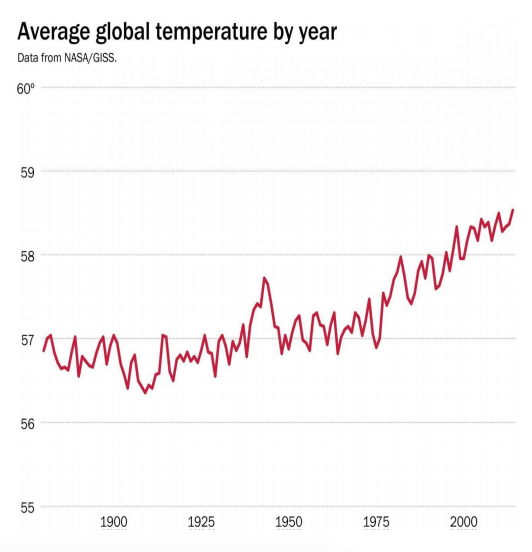 Average global temperature by year
Data from NASA/GISS.
60º
59
58
57
56
55
1900 1925 1950 1975 2000